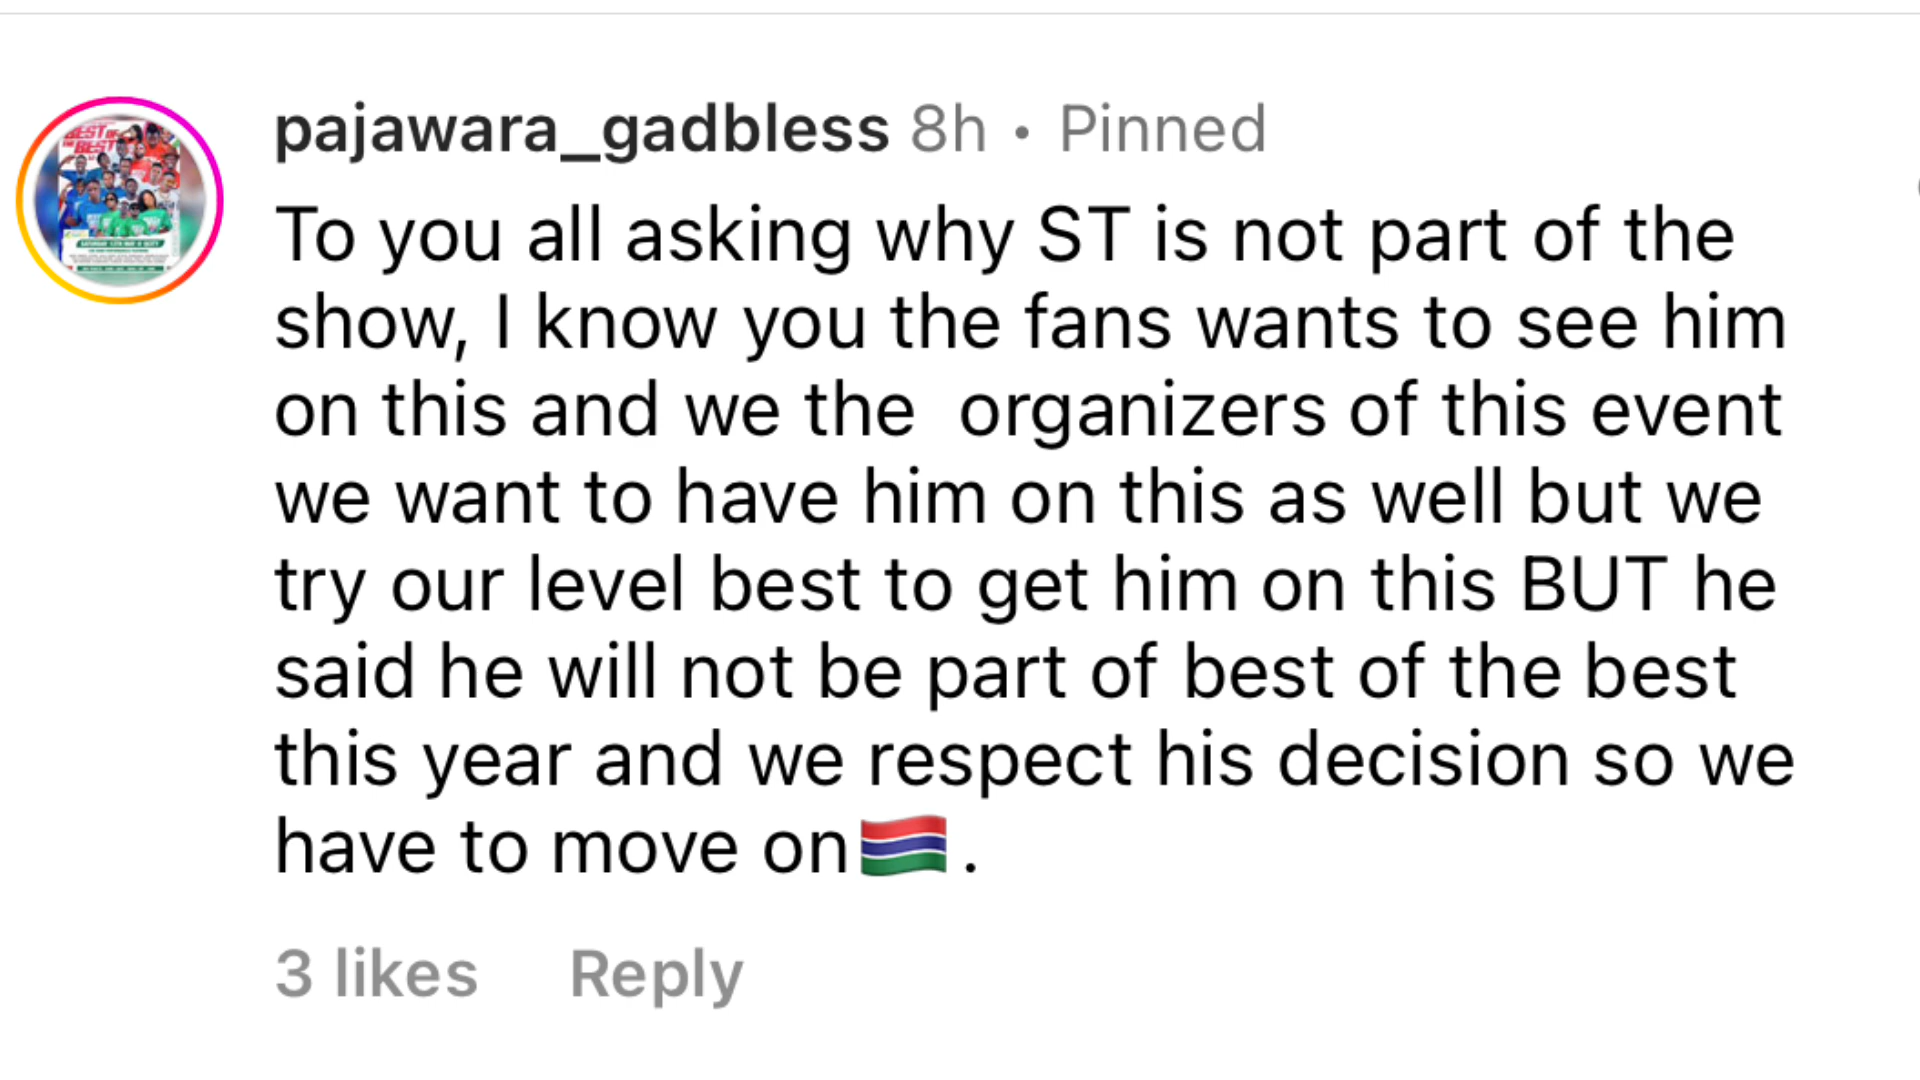 BEST OF
THE BEST
pajawara_gadbless 8h • Pinned
To you all asking why ST is not part of the
show, I know you the fans wants to see him
on this and we the  organizers of this event
we want to have him on this as well but we
try our level best to get him on this BUT he
said he will not be part of best of the best
this year and we respect his decision so we
have to move on🇬🇲.
3 likes Reply